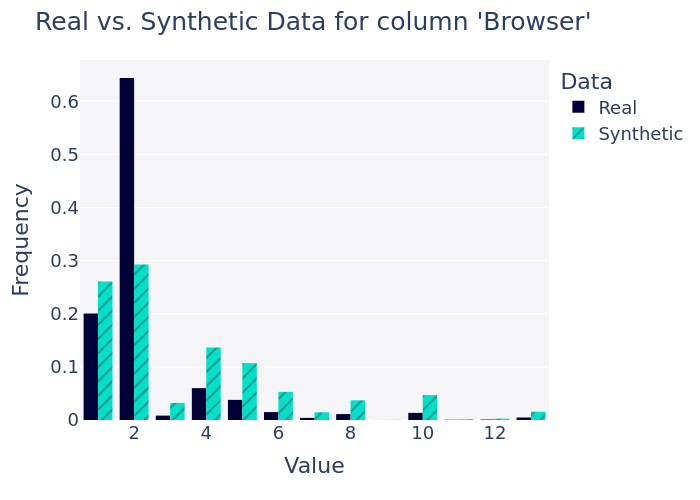 Real vs. Synthetic Data for column 'Browser'
Data
Real
Synthetic
Frequency
0.6
0.5
0.4
0.3
0.2
0.1
0
2 4 6 8 10 12
Value